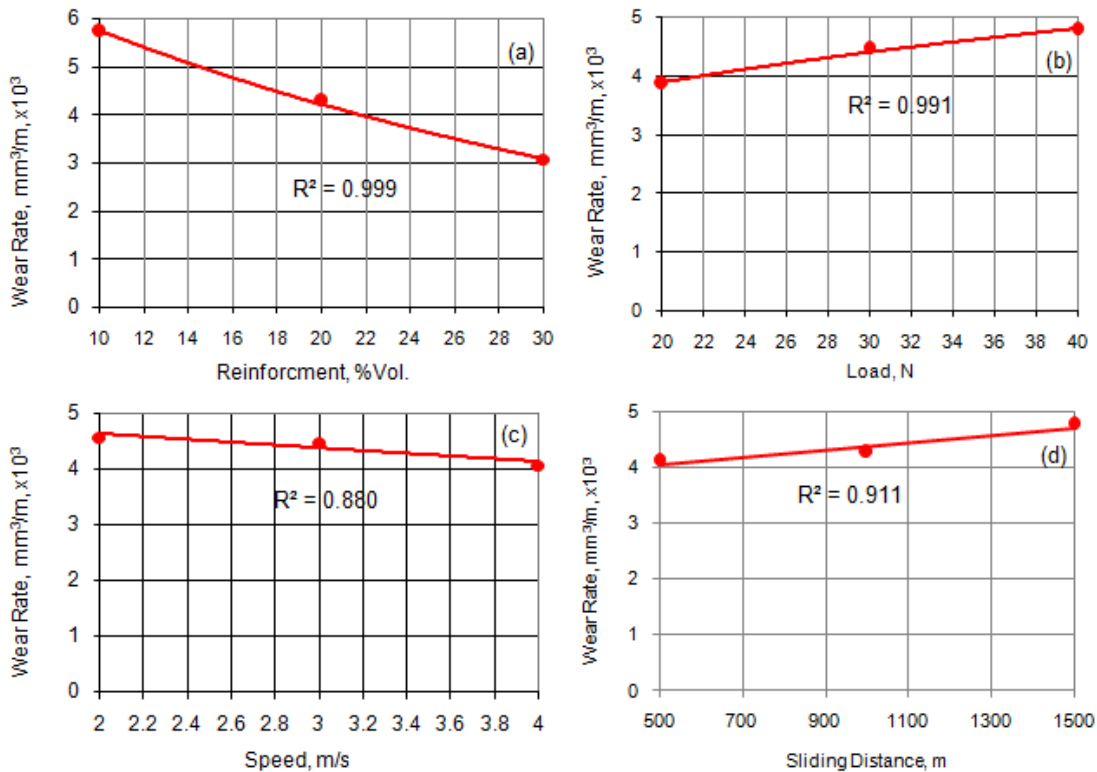 (a)
Wear Rate, mm³/m, x10³
6
5
4
3
2
1
0
R² = 0.999
10 12 14 16 18 20 22 24 26 28 30
Reinforcment, %Vol.
(b)
Wear Rate, mm³/m, x10³
5
4
3
2
1
0
R² = 0.991
20 22 24 26 28 30 32 34 36 38 40
Load, N
(c)
Wear Rate, mm³/m, x10³
5
4
3
2
1
0
R² = 0.880
2 2.2 2.4 2.6 2.8 3 3.2 3.4 3.6 3.8 4
Speed, m/s
(d)
Wear Rate, mm³/m, x10³
5
4
3
2
1
0
R² = 0.911
500 700 900 1100 1300 1500
Sliding Distance, m